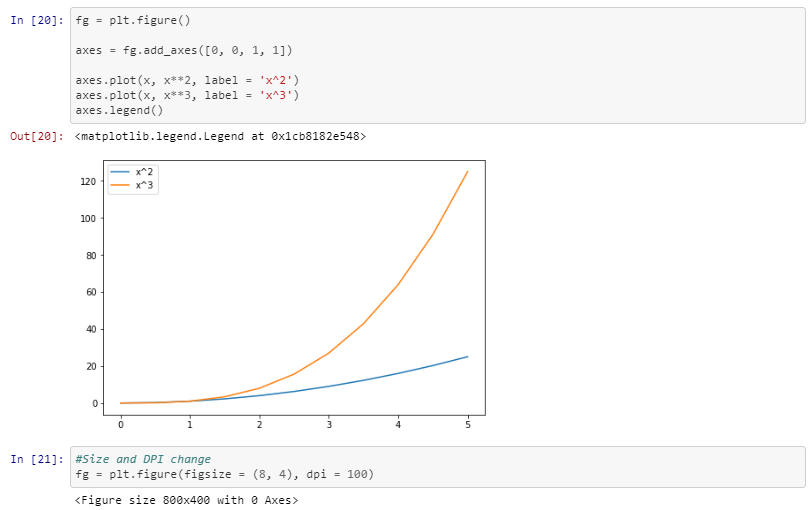 In [20]: fg = plt.figure()
axes = fg.add_axes([0, 0, 1, 1])
axes.plot(x, x**2, label = 'x^2')
axes.plot(x, x**3, label = 'x^3')
axes.legend()
Out[20]: <matplotlib.legend.Legend at 0x1cb8182e548>
x^2
x^3
120
100
80
60
40
20
0
0 1 2 3 4 5
In [21]: #Size and DPI change
fg = plt.figure(figsize = (8, 4), dpi = 100)
<Figure size 800x400 with 0 Axes>